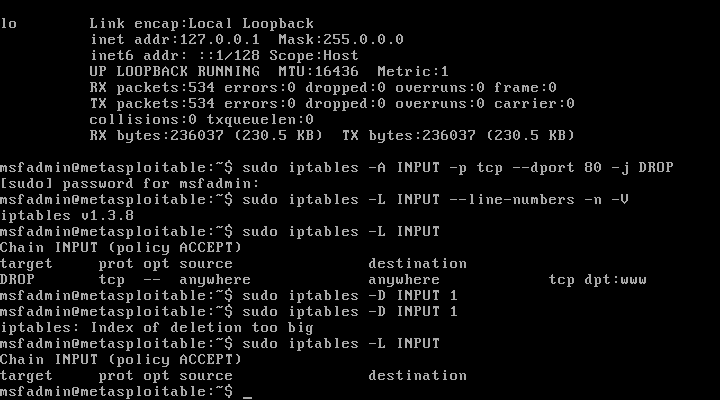 lo Link encap:Local Loopback
inet addr:127.0.0.1 Mask:255.0.0.0
inet6 addr: ::1/128 Scope:Host
UP LOOPBACK RUNNING MTU:16436 Metric:1
RX packets:534 errors:0 dropped:0 overruns:0 frame:0
TX packets:534 errors:0 dropped:0 overruns:0 carrier:0
collisions:0 txqueuelen:0
RX bytes:236037 (230.5 KB) TX bytes:236037 (230.5 KB)
msfadmin@metasploitable:~$ sudo iptables -A INPUT -p tcp --dport 80 -j DROP
[sudo] password for msfadmin:
msfadmin@metasploitable:~$ sudo iptables -L INPUT --line-numbers -n -V
iptables v1.3.8
msfadmin@metasploitable:~$ sudo iptables -L INPUT
Chain INPUT (policy ACCEPT)
target prot opt source destination
DROP tcp -- anywhere anywhere tcp dpt:www
msfadmin@metasploitable:~$ sudo iptables -D INPUT 1
msfadmin@metasploitable:~$ sudo iptables -D INPUT 1
iptables: Index of deletion too big
msfadmin@metasploitable:~$ sudo iptables -L INPUT
Chain INPUT (policy ACCEPT)
target prot opt source destination
msfadmin@metasploitable:~$ _